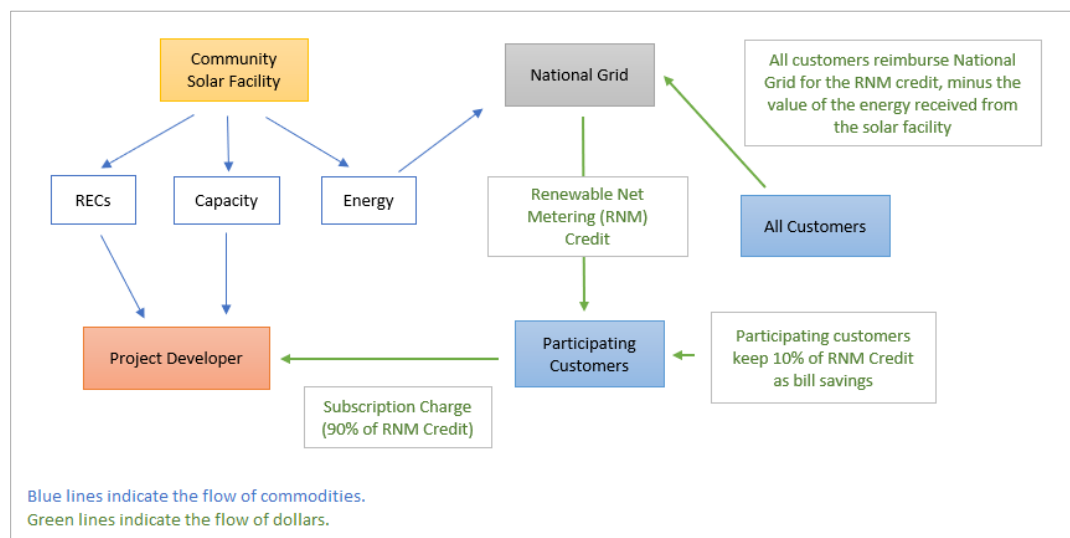 Community
Solar Facility
National Grid
All customers reimburse National
Grid for the RNM credit, minus the
value of the energy received from
the solar facility
RECs
Capacity
Energy
Renewable Net
Metering (RNM)
Credit
All Customers
Project Developer
Participating
Customers
Participating customers
keep 10% of RNM Credit
as bill savings
Subscription Charge
(90% of RNM Credit)
Blue lines indicate the flow of commodities.
Green lines indicate the flow of dollars.